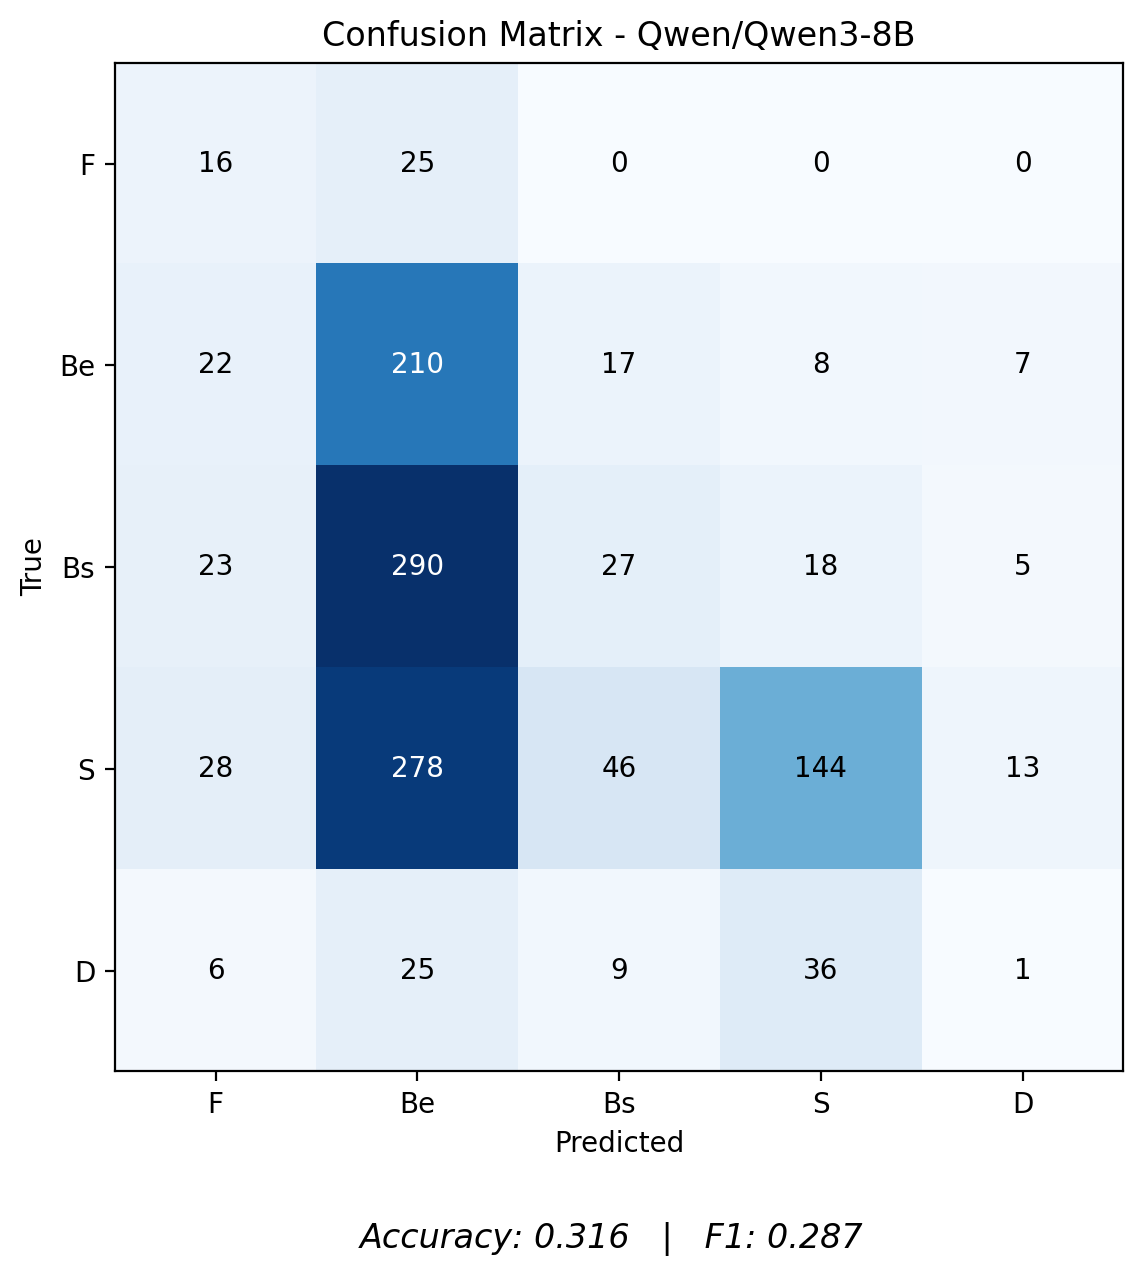 Confusion Matrix - Qwen/Qwen3-8B
F 16 25 0 0 0
Be 22 210 17 8 7
Bs 23 290 27 18 5
S 28 278 46 144 13
D 6 25 9 36 1
True
F Be Bs S D
Predicted
Accuracy: 0.316 | F1: 0.287